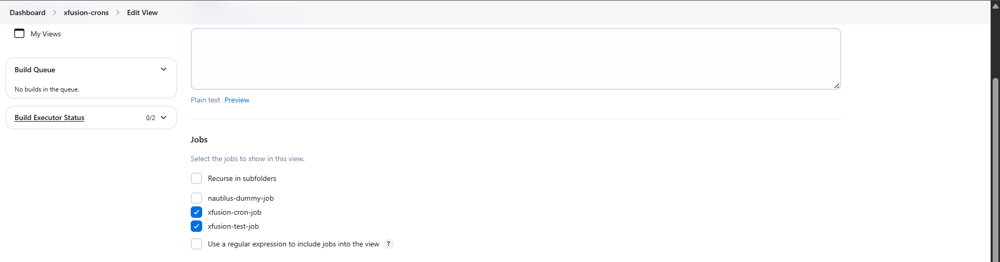 Dashboard > xfusion-crons > Edit View
My Views
Build Queue
No builds in the queue.
Build Executor Status 0/2
Plain text Preview
Jobs
Select the jobs to show in this view.
Recurse in subfolders
nautilus-dummy-job
xfusion-cron-job
xfusion-test-job
Use a regular expression to include jobs into the view ?